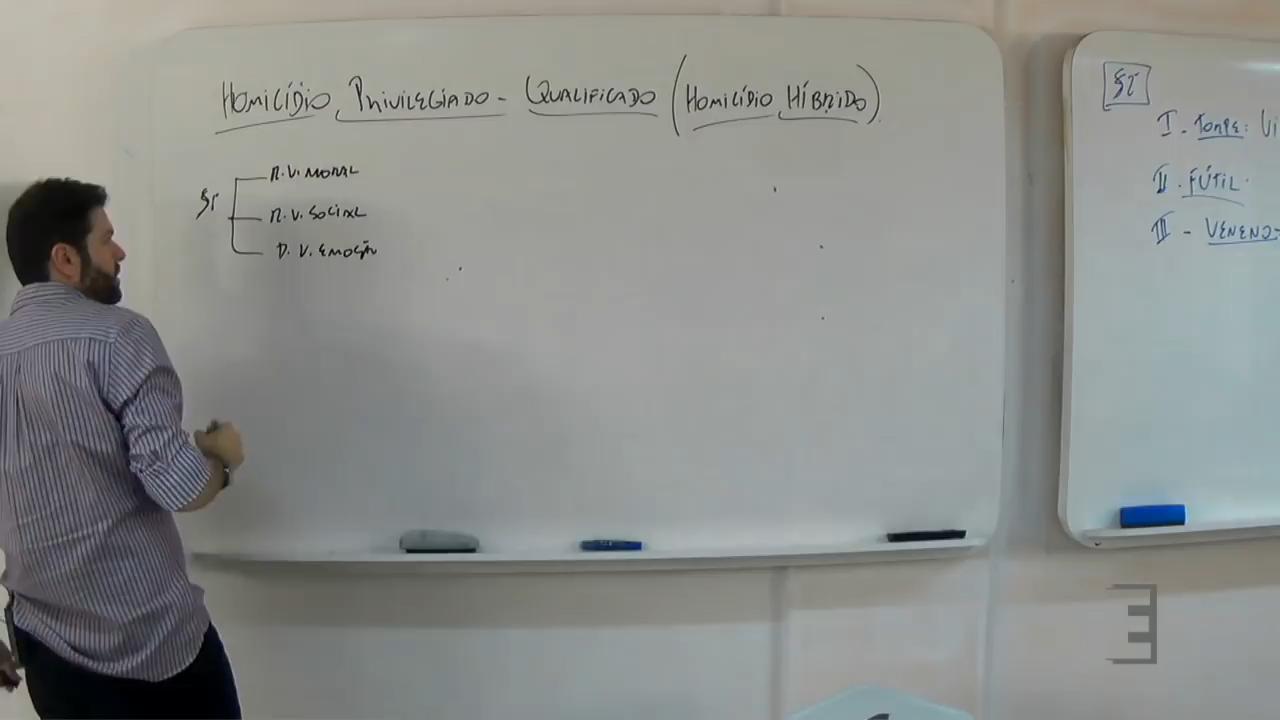 Homicídio Privilegiado - Qualificado (Homicídio Híbrido)
§1º
R.V. Moral
R.V. Social
D.V. Emoção
§2º
I - Torpe:
II - Fútil
III - Veneno